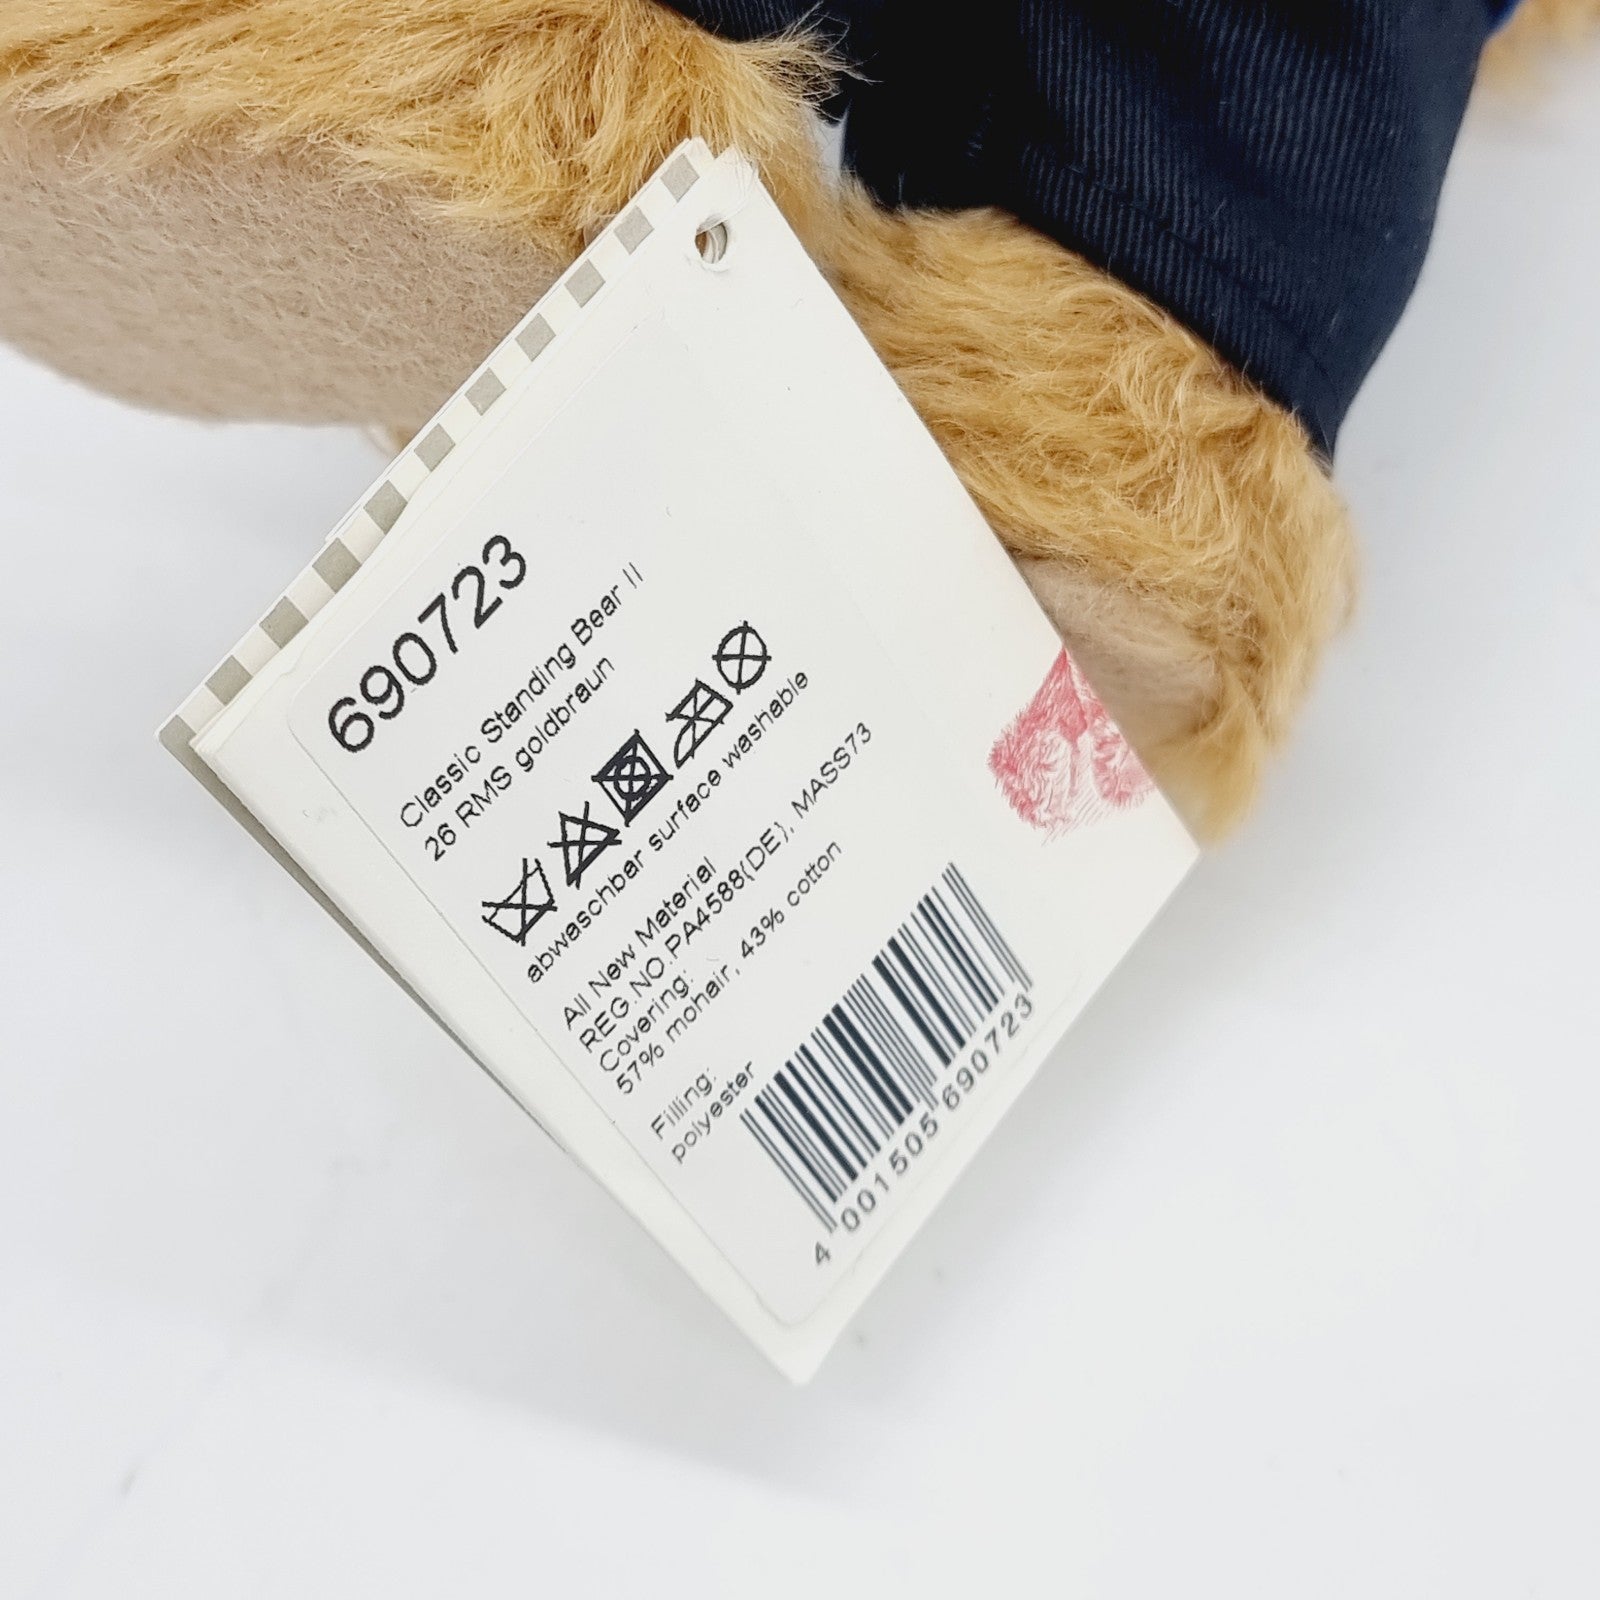 690723
Classic Standing Bear II
26 RMS goldbraun
abwaschbar surface washable
All New Material
REG.NO.PA4588(DE), MASS73
Covering:
57% mohair, 43% cotton
Filling:
polyester
4 001505 690723